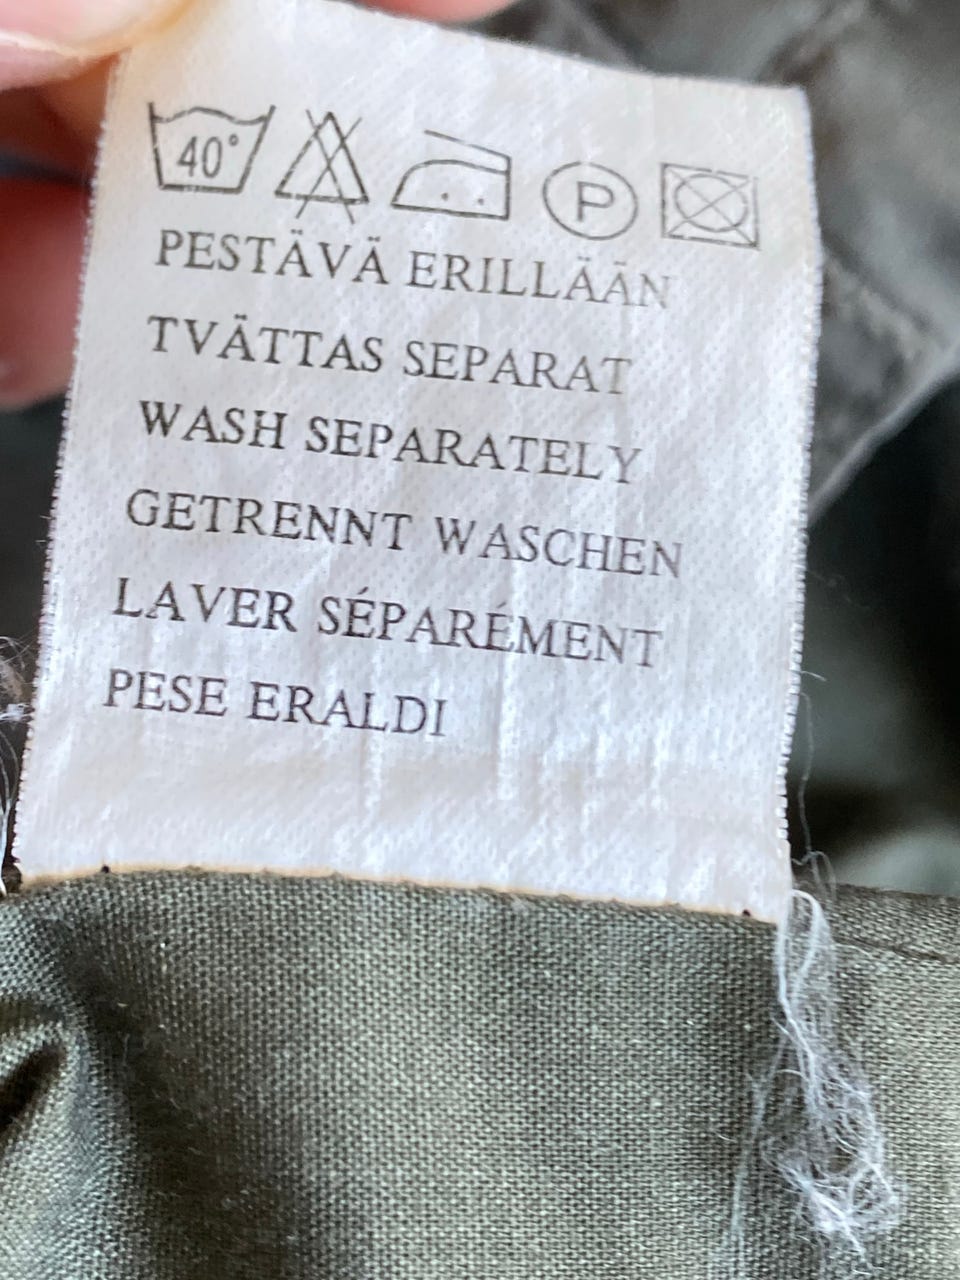 40°
P
PESTÄVÄ ERILLÄÄN
TVÄTTAS SEPARAT
WASH SEPARATELY
GETRENNT WASCHEN
LAVER SÉPARÉMENT
PESE ERALDI